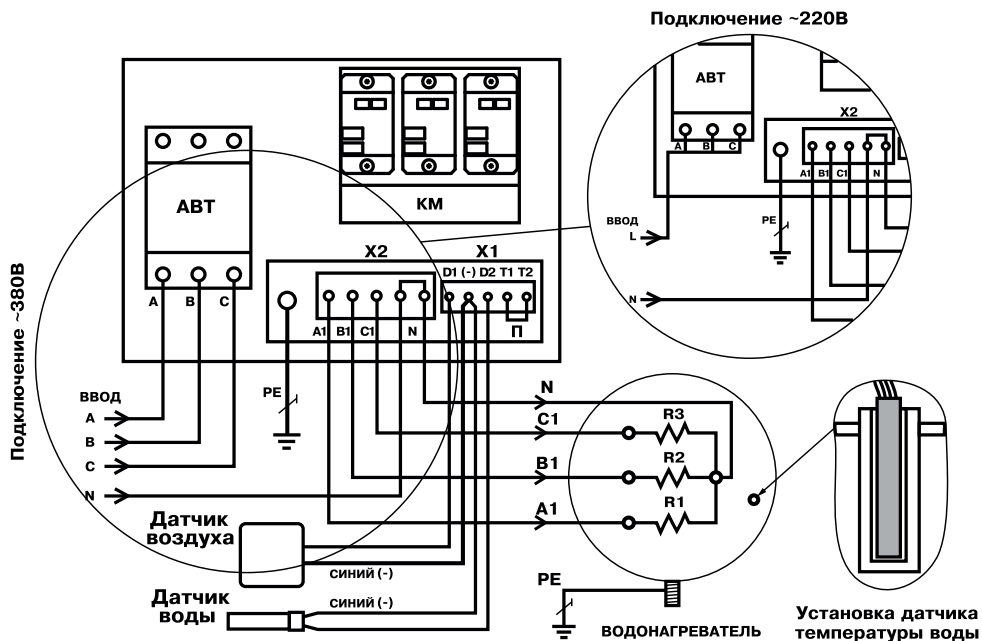 Подключение ~220В
АВТ
X2
A B C
A1 B1 C1 N
ВВОД
L
PE
N
Подключение ~380В
АВТ
КМ
X2 X1
D1 (-) D2 T1 T2
A B C
A1 B1 C1 N
П
PE
ВВОД
A
B
C
N
N
C1
B1
A1
R3
R2
R1
Датчик
воздуха
СИНИЙ (-)
Датчик
воды
СИНИЙ (-)
PE
ВОДОНАГРЕВАТЕЛЬ
Установка датчика
температуры воды